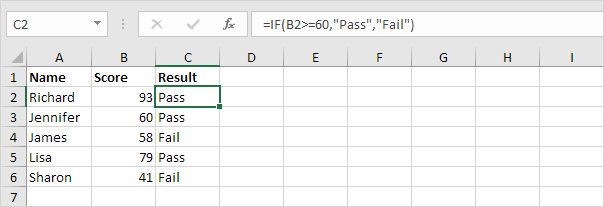 C2 fx =IF(B2>=60,"Pass","Fail")
A B C D E F G H I
1 Name Score Result
2 Richard 93 Pass
3 Jennifer 60 Pass
4 James 58 Fail
5 Lisa 79 Pass
6 Sharon 41 Fail
7